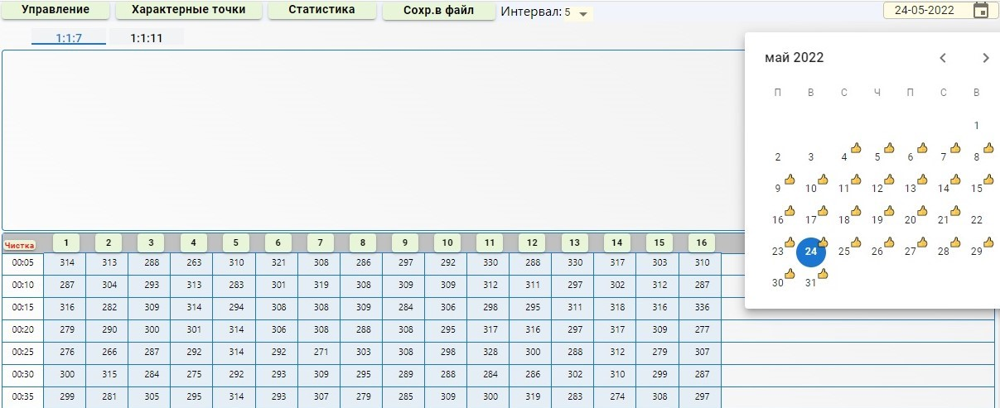 Управление Характерные точки Статистика Сохр.в файл Интервал: 5 24-05-2022
1:1:7 1:1:11
май 2022
П В С Ч П С В
1
2 3 4 5 6 7 8
9 10 11 12 13 14 15
16 17 18 19 20 21 22
23 24 25 26 27 28 29
30 31
Чистка 1 2 3 4 5 6 7 8 9 10 11 12 13 14 15 16
00:05 314 313 288 263 310 321 308 286 297 292 330 288 330 317 303 310
00:10 287 304 293 313 283 301 319 308 309 309 312 311 297 302 312 287
00:15 316 282 309 314 294 308 308 309 284 306 298 295 311 318 316 336
00:20 279 290 300 301 314 306 308 288 308 295 317 316 297 317 309 277
00:25 276 266 287 292 314 292 271 303 308 298 328 300 288 312 279 307
00:30 300 315 284 275 292 293 309 295 289 288 284 286 302 310 299 287
00:35 299 281 305 295 314 293 307 279 285 309 300 319 283 274 308 297